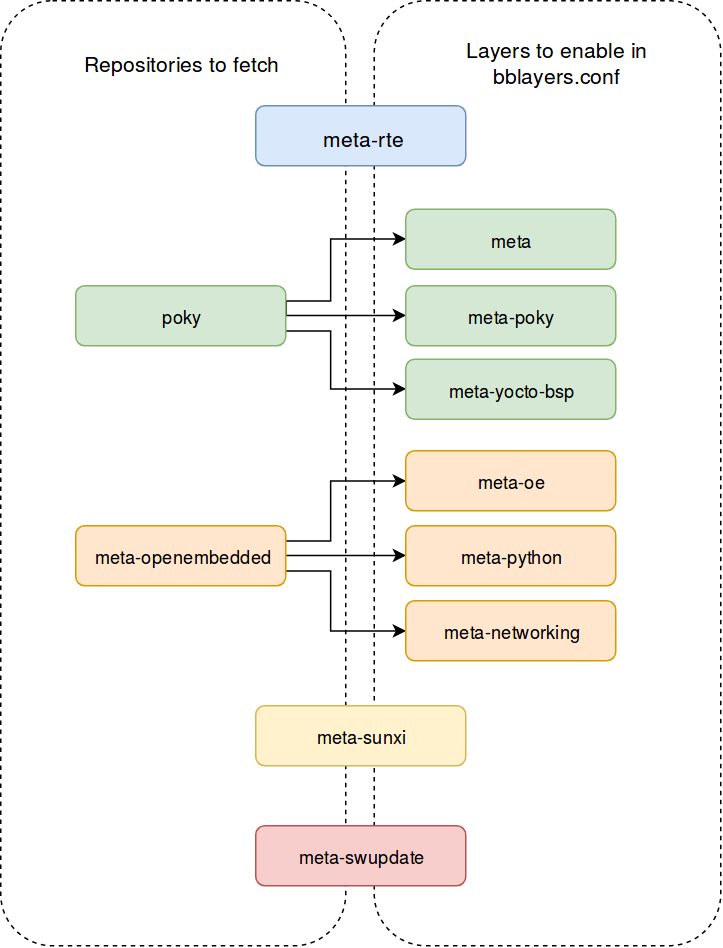 Repositories to fetch
Layers to enable in
bblayers.conf
meta-rte
meta
poky
meta-poky
meta-yocto-bsp
meta-oe
meta-openembedded
meta-python
meta-networking
meta-sunxi
meta-swupdate